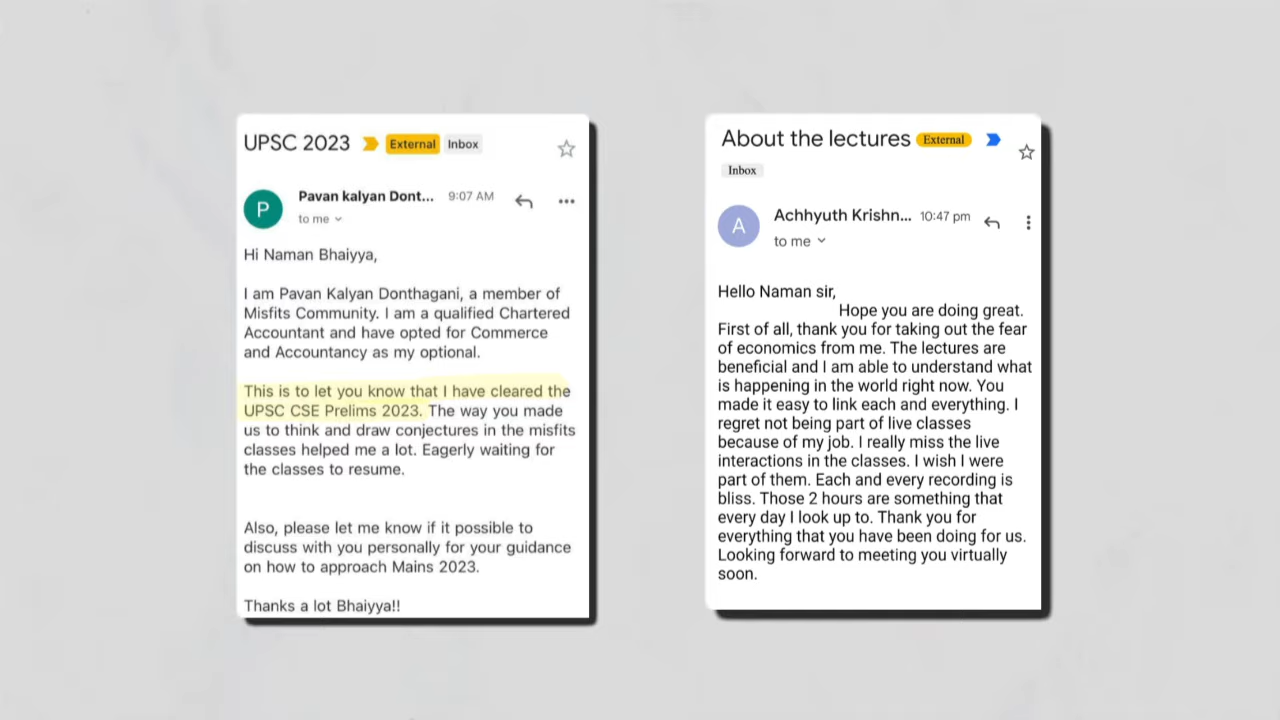 UPSC 2023 External Inbox
P
Pavan kalyan Dont... 9:07 AM
to me
Hi Naman Bhaiyya,
I am Pavan Kalyan Donthagani, a member of
Misfits Community. I am a qualified Chartered
Accountant and have opted for Commerce
and Accountancy as my optional.
This is to let you know that I have cleared the
UPSC CSE Prelims 2023. The way you made
us to think and draw conjectures in the misfits
classes helped me a lot. Eagerly waiting for
the classes to resume.
Also, please let me know if it possible to
discuss with you personally for your guidance
on how to approach Mains 2023.
Thanks a lot Bhaiyya!!
About the lectures External
Inbox
A
Achhyuth Krishn... 10:47 pm
to me
Hello Naman sir,
Hope you are doing great.
First of all, thank you for taking out the fear
of economics from me. The lectures are
beneficial and I am able to understand what
is happening in the world right now. You
made it easy to link each and everything. I
regret not being part of live classes
because of my job. I really miss the live
interactions in the classes. I wish I were
part of them. Each and every recording is
bliss. Those 2 hours are something that
every day I look up to. Thank you for
everything that you have been doing for us.
Looking forward to meeting you virtually
soon.